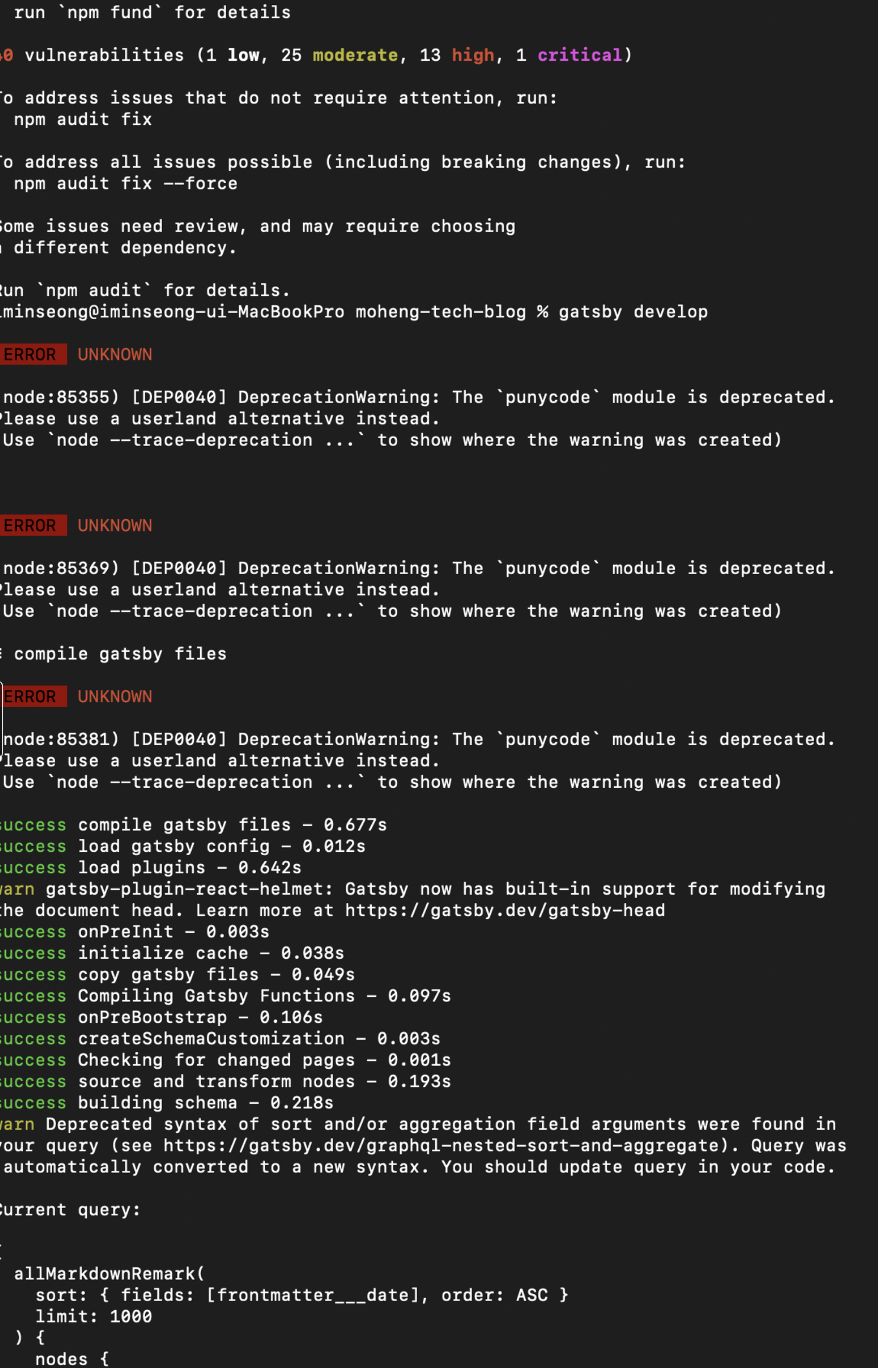 run `npm fund` for details
40 vulnerabilities (1 low, 25 moderate, 13 high, 1 critical)
To address issues that do not require attention, run:
npm audit fix
To address all issues possible (including breaking changes), run:
npm audit fix --force
Some issues need review, and may require choosing
a different dependency.
Run `npm audit` for details.
iminseong@iminseong-ui-MacBookPro moheng-tech-blog % gatsby develop
ERROR UNKNOWN
(node:85355) [DEP0040] DeprecationWarning: The `punycode` module is deprecated.
Please use a userland alternative instead.
(Use `node --trace-deprecation ...` to show where the warning was created)
ERROR UNKNOWN
(node:85369) [DEP0040] DeprecationWarning: The `punycode` module is deprecated.
Please use a userland alternative instead.
(Use `node --trace-deprecation ...` to show where the warning was created)
compile gatsby files
ERROR UNKNOWN
(node:85381) [DEP0040] DeprecationWarning: The `punycode` module is deprecated.
Please use a userland alternative instead.
(Use `node --trace-deprecation ...` to show where the warning was created)
success compile gatsby files - 0.677s
success load gatsby config - 0.012s
success load plugins - 0.642s
warn gatsby-plugin-react-helmet: Gatsby now has built-in support for modifying
the document head. Learn more at https://gatsby.dev/gatsby-head
success onPreInit - 0.003s
success initialize cache - 0.038s
success copy gatsby files - 0.049s
success Compiling Gatsby Functions - 0.097s
success onPreBootstrap - 0.106s
success createSchemaCustomization - 0.003s
success Checking for changed pages - 0.001s
success source and transform nodes - 0.193s
success building schema - 0.218s
warn Deprecated syntax of sort and/or aggregation field arguments were found in
your query (see https://gatsby.dev/graphql-nested-sort-and-aggregate). Query was
automatically converted to a new syntax. You should update query in your code.
Current query:
{
allMarkdownRemark(
sort: { fields: [frontmatter___date], order: ASC }
limit: 1000
) {
nodes {